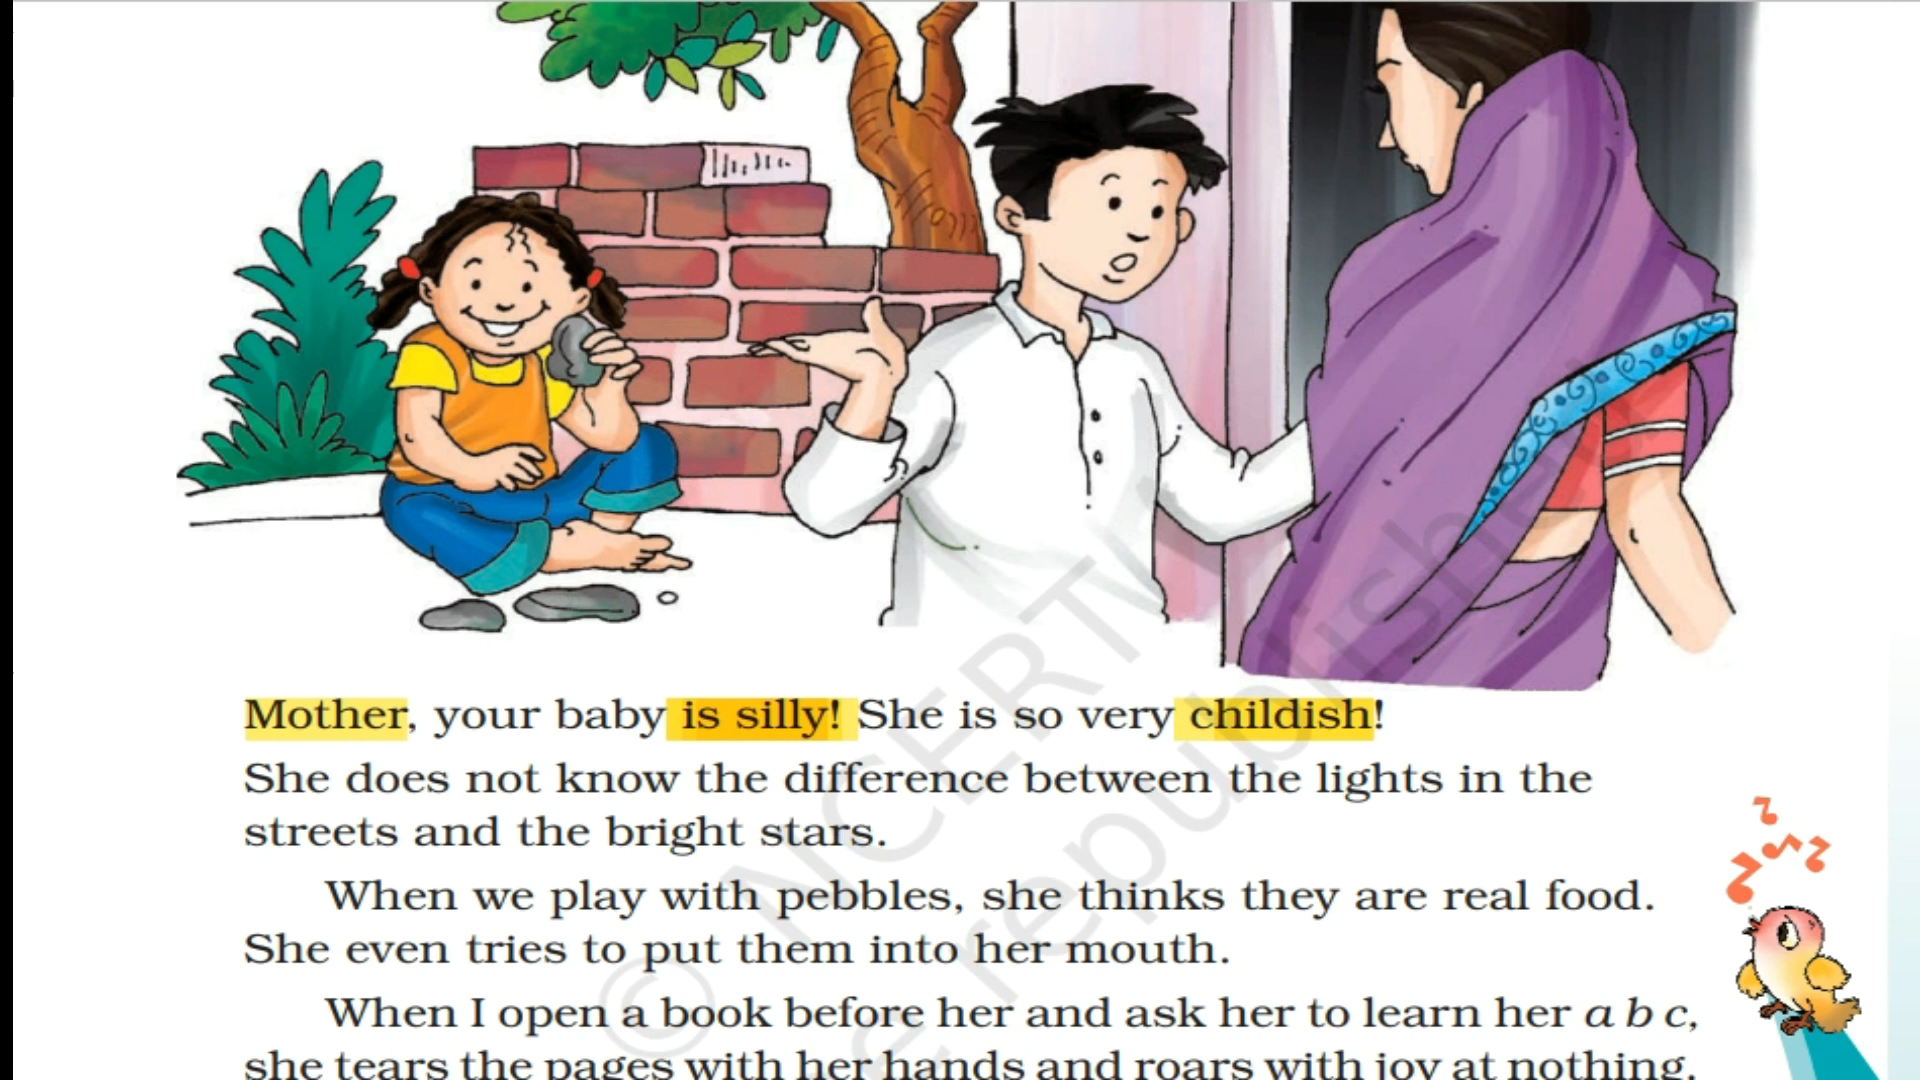 Mother, your baby is silly! She is so very childish!
She does not know the difference between the lights in the
streets and the bright stars.
When we play with pebbles, she thinks they are real food.
She even tries to put them into her mouth.
When I open a book before her and ask her to learn her a b c,
she tears the pages with her hands and roars with joy at nothing.
© NCERT
e republished